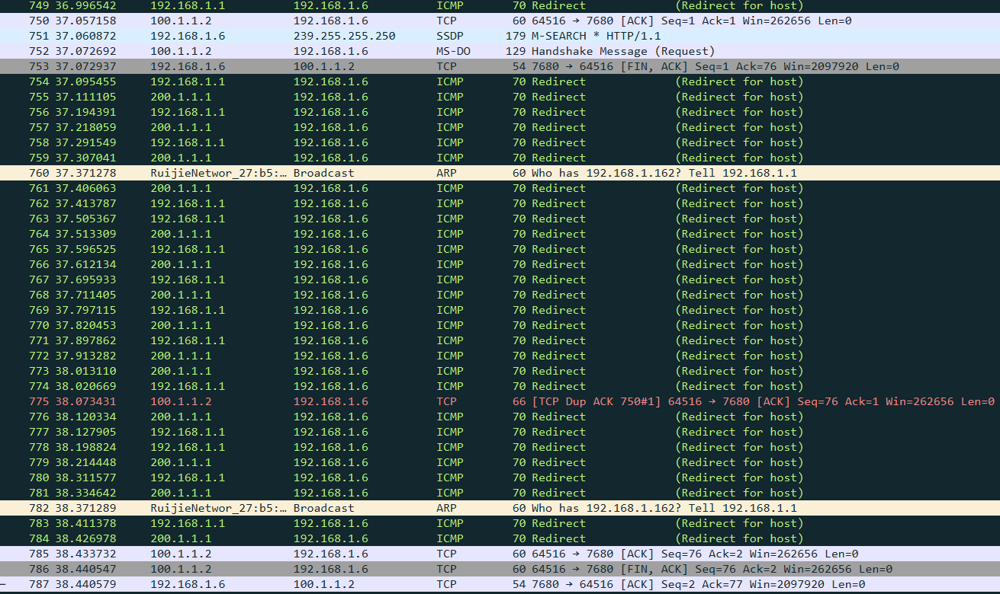 749 36.996542 192.168.1.1 192.168.1.6 ICMP 70 Redirect (Redirect for host)
750 37.057158 100.1.1.2 192.168.1.6 TCP 60 64516 → 7680 [ACK] Seq=1 Ack=1 Win=262656 Len=0
751 37.060872 192.168.1.6 239.255.255.250 SSDP 179 M-SEARCH * HTTP/1.1
752 37.072692 100.1.1.2 192.168.1.6 MS-DO 129 Handshake Message (Request)
753 37.072937 192.168.1.6 100.1.1.2 TCP 54 7680 → 64516 [FIN, ACK] Seq=1 Ack=76 Win=2097920 Len=0
754 37.095455 192.168.1.1 192.168.1.6 ICMP 70 Redirect (Redirect for host)
755 37.111105 200.1.1.1 192.168.1.6 ICMP 70 Redirect (Redirect for host)
756 37.194391 192.168.1.1 192.168.1.6 ICMP 70 Redirect (Redirect for host)
757 37.218059 200.1.1.1 192.168.1.6 ICMP 70 Redirect (Redirect for host)
758 37.291549 192.168.1.1 192.168.1.6 ICMP 70 Redirect (Redirect for host)
759 37.307041 200.1.1.1 192.168.1.6 ICMP 70 Redirect (Redirect for host)
760 37.371278 RuijieNetwor_27:b5:… Broadcast ARP 60 Who has 192.168.1.162? Tell 192.168.1.1
761 37.406063 200.1.1.1 192.168.1.6 ICMP 70 Redirect (Redirect for host)
762 37.413787 192.168.1.1 192.168.1.6 ICMP 70 Redirect (Redirect for host)
763 37.505367 192.168.1.1 192.168.1.6 ICMP 70 Redirect (Redirect for host)
764 37.513309 200.1.1.1 192.168.1.6 ICMP 70 Redirect (Redirect for host)
765 37.596525 192.168.1.1 192.168.1.6 ICMP 70 Redirect (Redirect for host)
766 37.612134 200.1.1.1 192.168.1.6 ICMP 70 Redirect (Redirect for host)
767 37.695933 192.168.1.1 192.168.1.6 ICMP 70 Redirect (Redirect for host)
768 37.711405 200.1.1.1 192.168.1.6 ICMP 70 Redirect (Redirect for host)
769 37.797115 192.168.1.1 192.168.1.6 ICMP 70 Redirect (Redirect for host)
770 37.820453 200.1.1.1 192.168.1.6 ICMP 70 Redirect (Redirect for host)
771 37.897862 192.168.1.1 192.168.1.6 ICMP 70 Redirect (Redirect for host)
772 37.913282 200.1.1.1 192.168.1.6 ICMP 70 Redirect (Redirect for host)
773 38.013110 200.1.1.1 192.168.1.6 ICMP 70 Redirect (Redirect for host)
774 38.020669 192.168.1.1 192.168.1.6 ICMP 70 Redirect (Redirect for host)
775 38.073431 100.1.1.2 192.168.1.6 TCP 66 [TCP Dup ACK 750#1] 64516 → 7680 [ACK] Seq=76 Ack=1 Win=262656 Len=0
776 38.120334 200.1.1.1 192.168.1.6 ICMP 70 Redirect (Redirect for host)
777 38.127905 192.168.1.1 192.168.1.6 ICMP 70 Redirect (Redirect for host)
778 38.198824 192.168.1.1 192.168.1.6 ICMP 70 Redirect (Redirect for host)
779 38.214448 200.1.1.1 192.168.1.6 ICMP 70 Redirect (Redirect for host)
780 38.311577 192.168.1.1 192.168.1.6 ICMP 70 Redirect (Redirect for host)
781 38.334642 200.1.1.1 192.168.1.6 ICMP 70 Redirect (Redirect for host)
782 38.371289 RuijieNetwor_27:b5:… Broadcast ARP 60 Who has 192.168.1.162? Tell 192.168.1.1
783 38.411378 192.168.1.1 192.168.1.6 ICMP 70 Redirect (Redirect for host)
784 38.426978 200.1.1.1 192.168.1.6 ICMP 70 Redirect (Redirect for host)
785 38.433732 100.1.1.2 192.168.1.6 TCP 60 64516 → 7680 [ACK] Seq=76 Ack=2 Win=262656 Len=0
786 38.440547 100.1.1.2 192.168.1.6 TCP 60 64516 → 7680 [FIN, ACK] Seq=76 Ack=2 Win=262656 Len=0
787 38.440579 192.168.1.6 100.1.1.2 TCP 54 7680 → 64516 [ACK] Seq=2 Ack=77 Win=2097920 Len=0